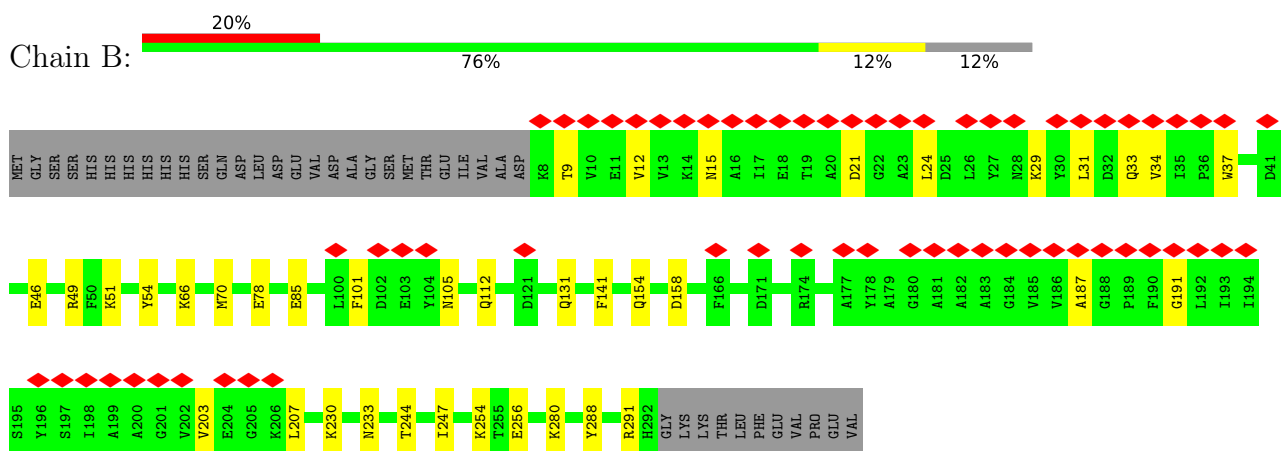 20%
Chain B:
76% 12% 12%
MET GLY SER SER HIS HIS HIS HIS HIS HIS SER GLN ASP LEU ASP GLU VAL ASP ALA GLY SER MET THR GLU ILE VAL ALA ASP K8 T9 V10 E11 V12 V13 K14 N15 A16 I17 E18 T19 A20 D21 G22 A23 L24 D25 L26 Y27 N28 K29 Y30 L31 D32 Q33 V34 I35 P36 W37 D41
E46 R49 F50 K51 Y54 K66 M70 E78 E85 L100 F101 D102 E103 Y104 N105 Q112 D121 Q131 F141 Q154 D158 F166 D171 R174 A177 Y178 A179 G180 A181 A182 A183 G184 V185 V186 A187 G188 P189 F190 G191 L192 I193 I194
S195 Y196 S197 I198 A199 A200 G201 V202 V203 E204 G205 K206 L207 K230 N233 T244 I247 K254 T255 E256 K280 Y288 R291 H292 GLY LYS LYS THR LEU PHE GLU VAL PRO GLU VAL